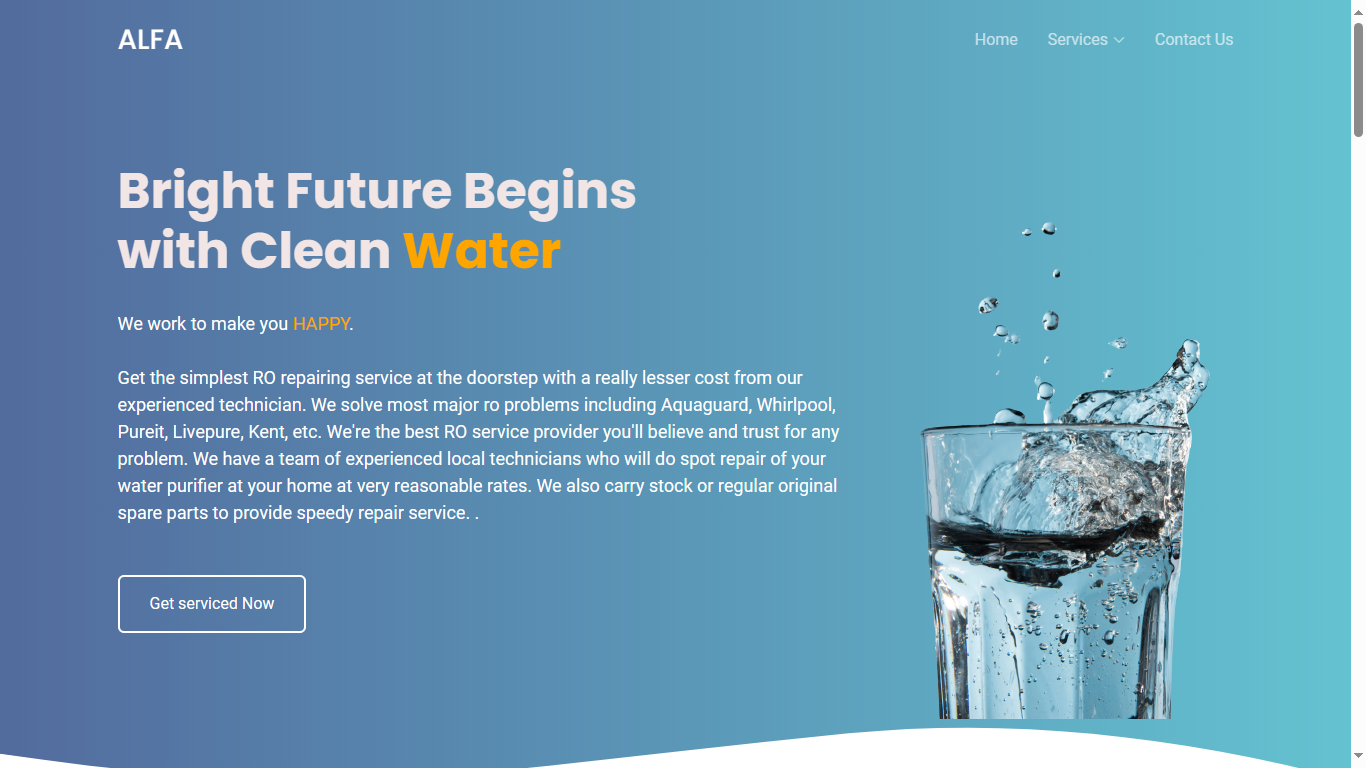 ALFA
Home Services Contact Us
Bright Future Begins
with Clean Water
We work to make you HAPPY.
Get the simplest RO repairing service at the doorstep with a really lesser cost from our
experienced technician. We solve most major ro problems including Aquaguard, Whirlpool,
Pureit, Livepure, Kent, etc. We're the best RO service provider you'll believe and trust for any
problem. We have a team of experienced local technicians who will do spot repair of your
water purifier at your home at very reasonable rates. We also carry stock or regular original
spare parts to provide speedy repair service. .
Get serviced Now